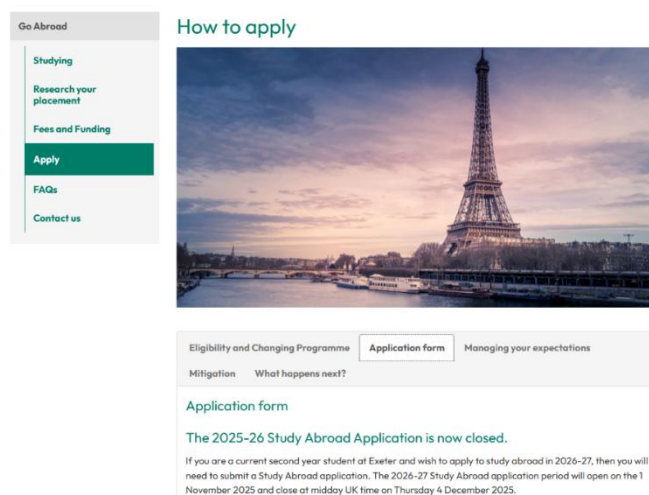 Go Abroad
Studying
Research your
placement
Fees and Funding
Apply
FAQs
Contact us
How to apply
Eligibility and Changing Programme Application form Managing your expectations
Mitigation What happens next?
Application form
The 2025-26 Study Abroad Application is now closed.
If you are a current second year student at Exeter and wish to apply to study abroad in 2026-27, then you will
need to submit a Study Abroad application. The 2026-27 Study Abroad application period will open on the 1
November 2025 and close at midday UK time on Thursday 4 December 2025.